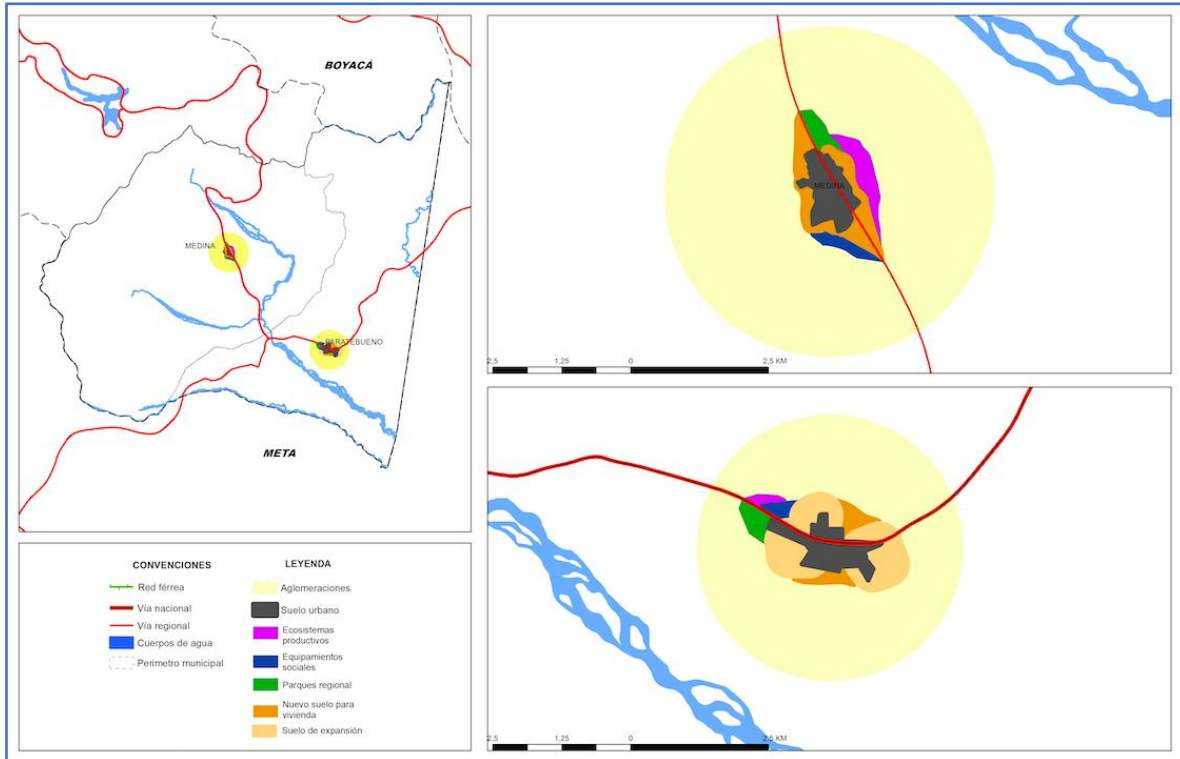 BOYACÁ
MEDINA
PARATEBUENO
META
MEDINA
2,5 1,25 0 2,5 KM
2,5 1,25 0 2,5 KM
CONVENCIONES
Red férrea
Vía nacional
Vía regional
Cuerpos de agua
Perimetro municipal
LEYENDA
Aglomeraciones
Suelo urbano
Ecosistemas
productivos
Equipamientos
sociales
Parques regional
Nuevo suelo para
vivienda
Suelo de expansión